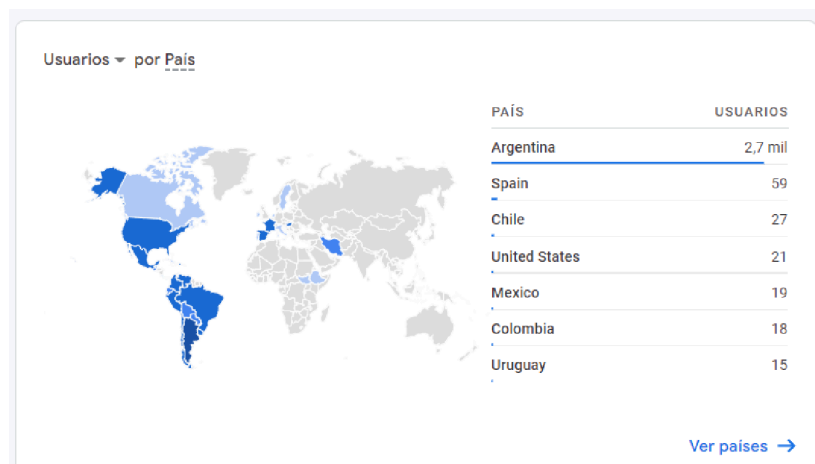 Usuarios por País
PAÍS USUARIOS
Argentina 2,7 mil
Spain 59
Chile 27
United States 21
Mexico 19
Colombia 18
Uruguay 15
Ver países →